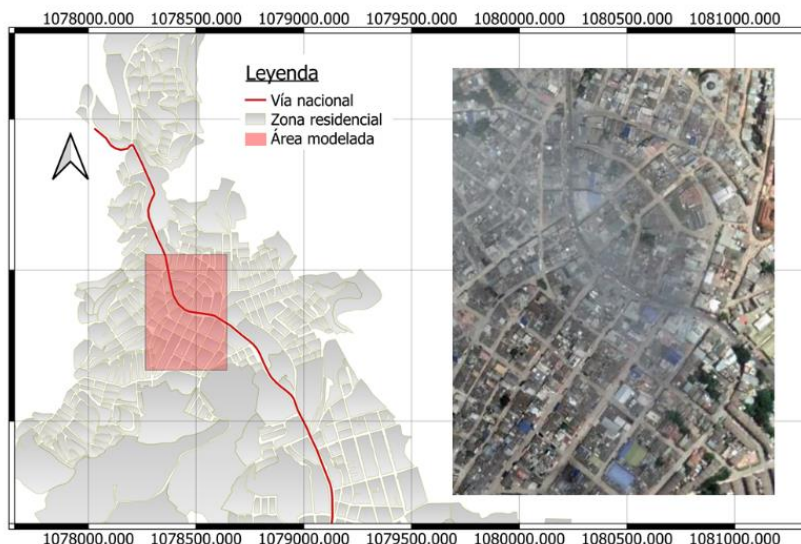 1078000.000 1078500.000 1079000.000 1079500.000 1080000.000 1080500.000 1081000.000
Leyenda
Vía nacional
Zona residencial
Área modelada
1078000.000 1078500.000 1079000.000 1079500.000 1080000.000 1080500.000 1081000.000